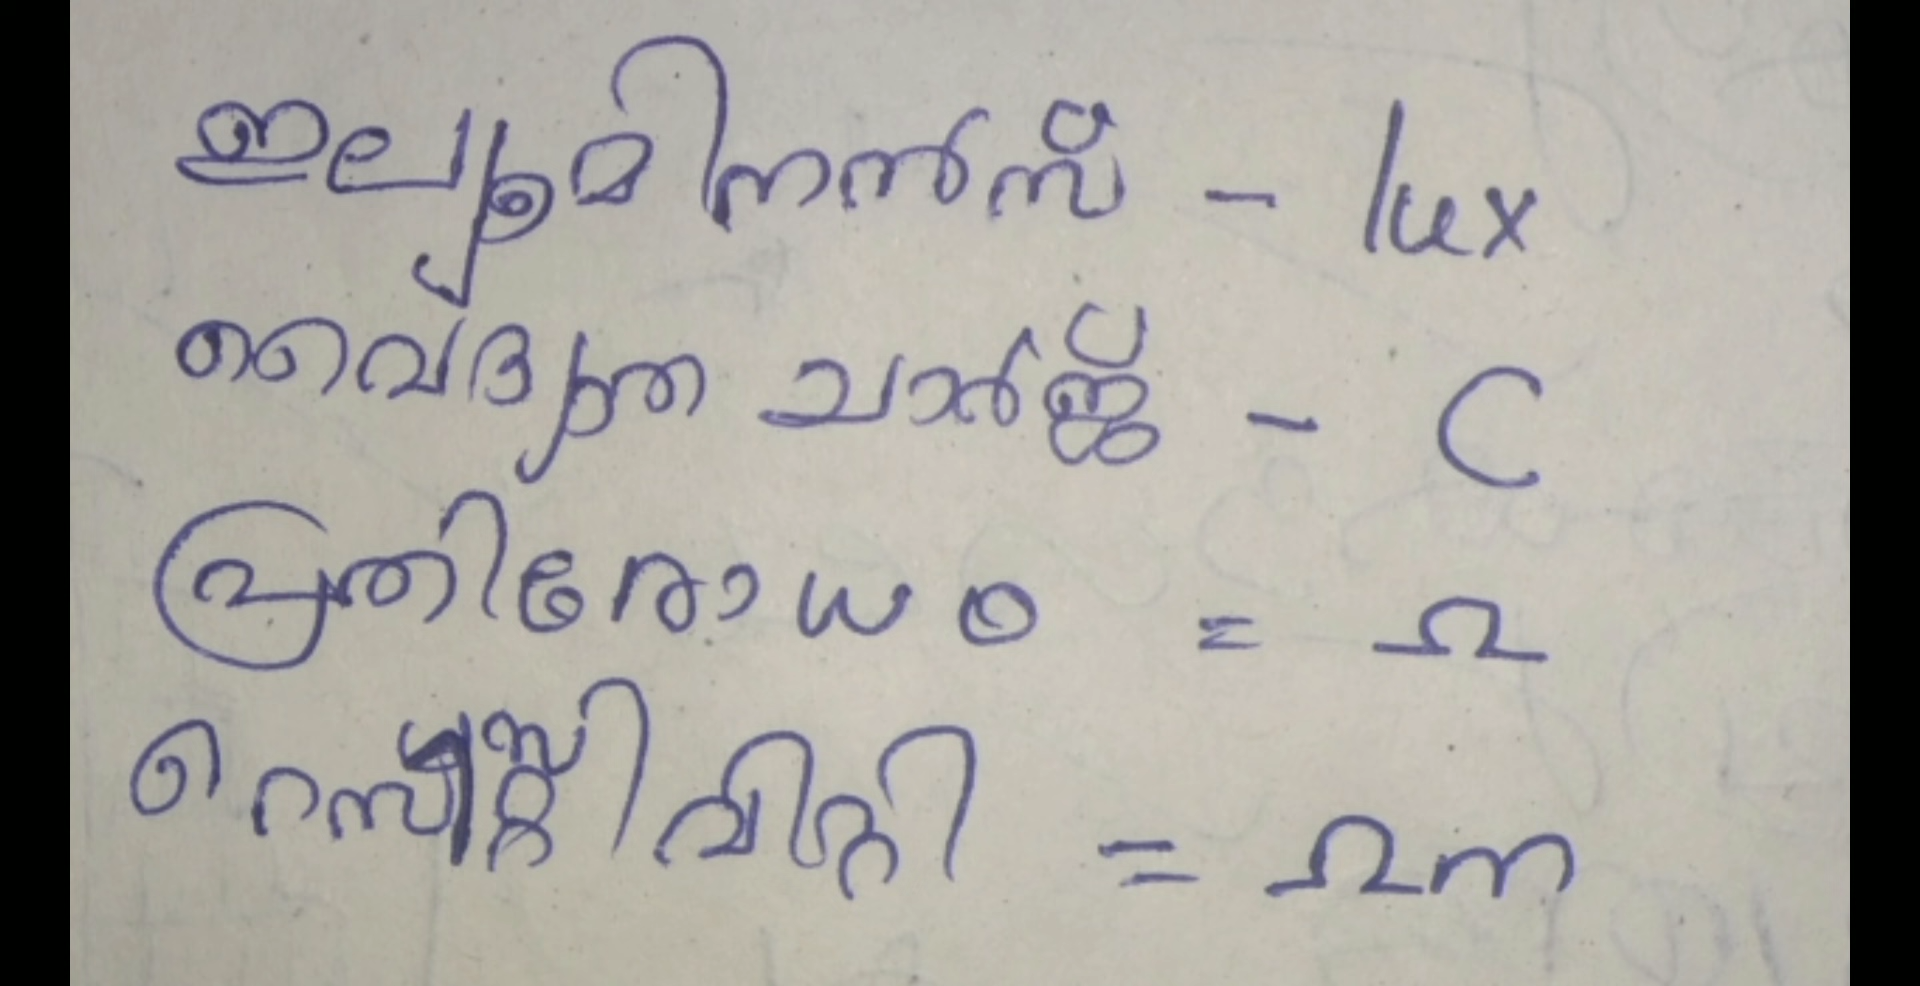 ഇല്യുമിനൻസ് - lux
വൈദ്യുത ചാർജ്ജ് - C
പ്രതിരോധം = Ω
റെസിസ്റ്റിവിറ്റി = Ωm